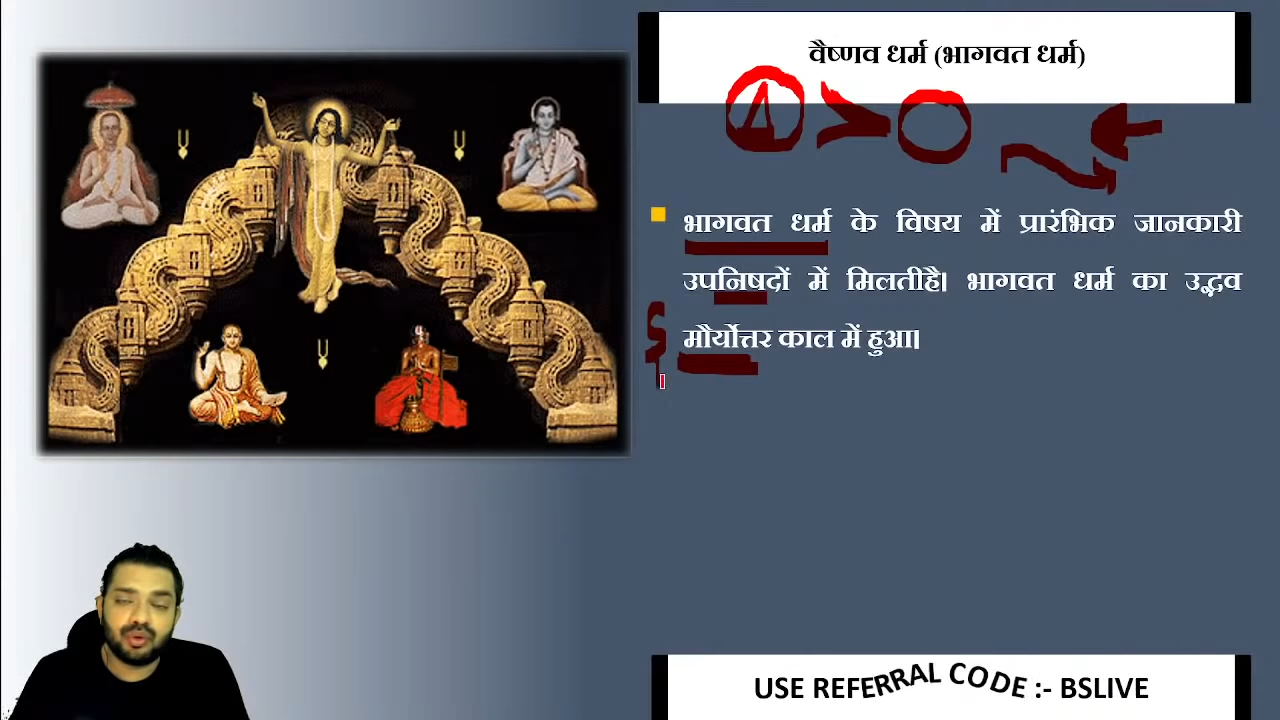 वैष्णव धर्म (भागवत धर्म)
भागवत धर्म के विषय में प्रारंभिक जानकारी
उपनिषदों में मिलतीहै। भागवत धर्म का उद्भव
मौर्योत्तर काल में हुआ।
USE REFERRAL CODE :- BSLIVE